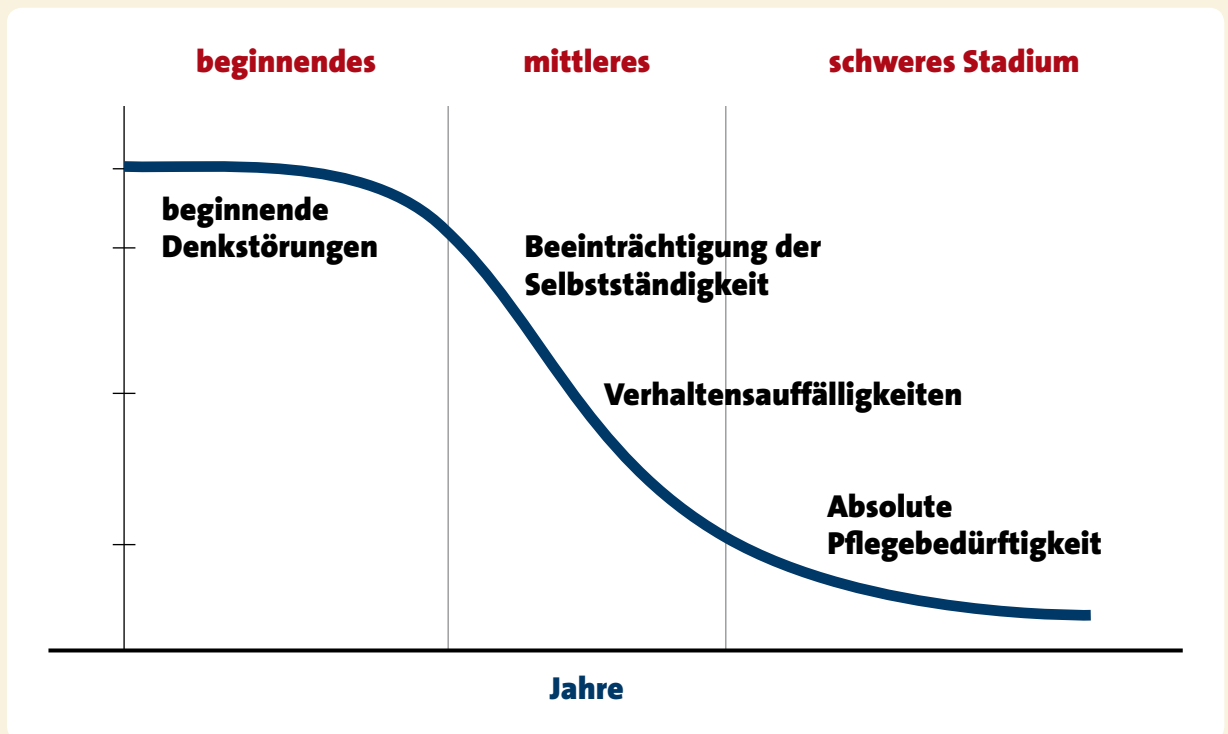 beginnendes
mittleres
schweres Stadium
beginnende
Denkstörungen
Beeinträchtigung der
Selbstständigkeit
Verhaltensauffälligkeiten
Absolute
Pflegebedürftigkeit
Jahre